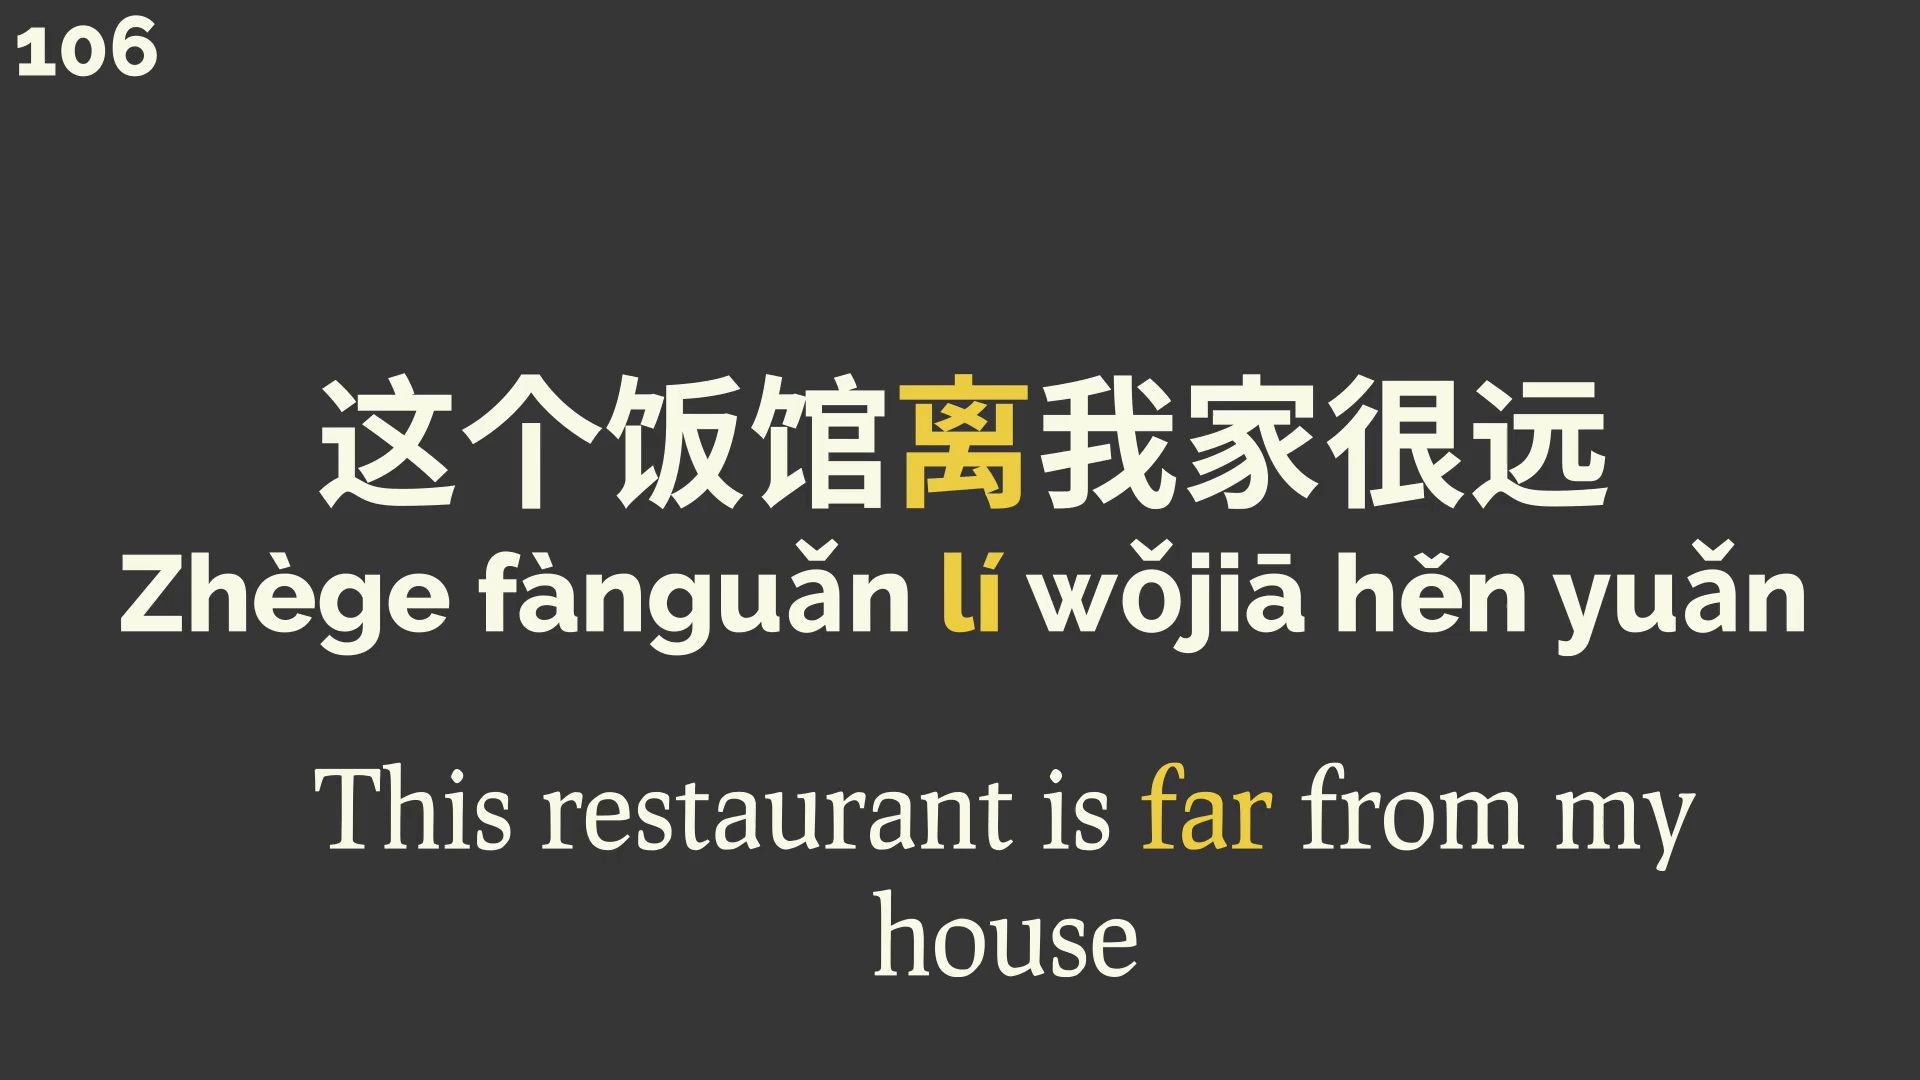 106
这个饭馆离我家很远
Zhège fànguǎn lí wǒjiā hěn yuǎn
This restaurant is far from my
house